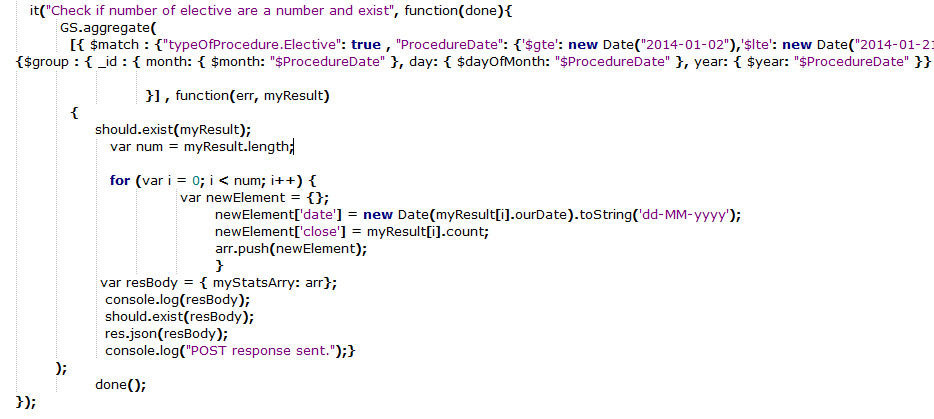 it("Check if number of elective are a number and exist", function(done){
GS.aggregate(
[{ $match : {"typeOfProcedure.Elective": true , "ProcedureDate": {'$gte': new Date("2014-01-02"),'$lte': new Date("2014-01-21
{$group : { _id : { month: { $month: "$ProcedureDate" }, day: { $dayOfMonth: "$ProcedureDate" }, year: { $year: "$ProcedureDate" }}
}] , function(err, myResult)
{
should.exist(myResult);
var num = myResult.length;
for (var i = 0; i < num; i++) {
var newElement = {};
newElement['date'] = new Date(myResult[i].ourDate).toString('dd-MM-yyyy');
newElement['close'] = myResult[i].count;
arr.push(newElement);
}
var resBody = { myStatsArry: arr};
console.log(resBody);
should.exist(resBody);
res.json(resBody);
console.log("POST response sent.");}
);
done();
});